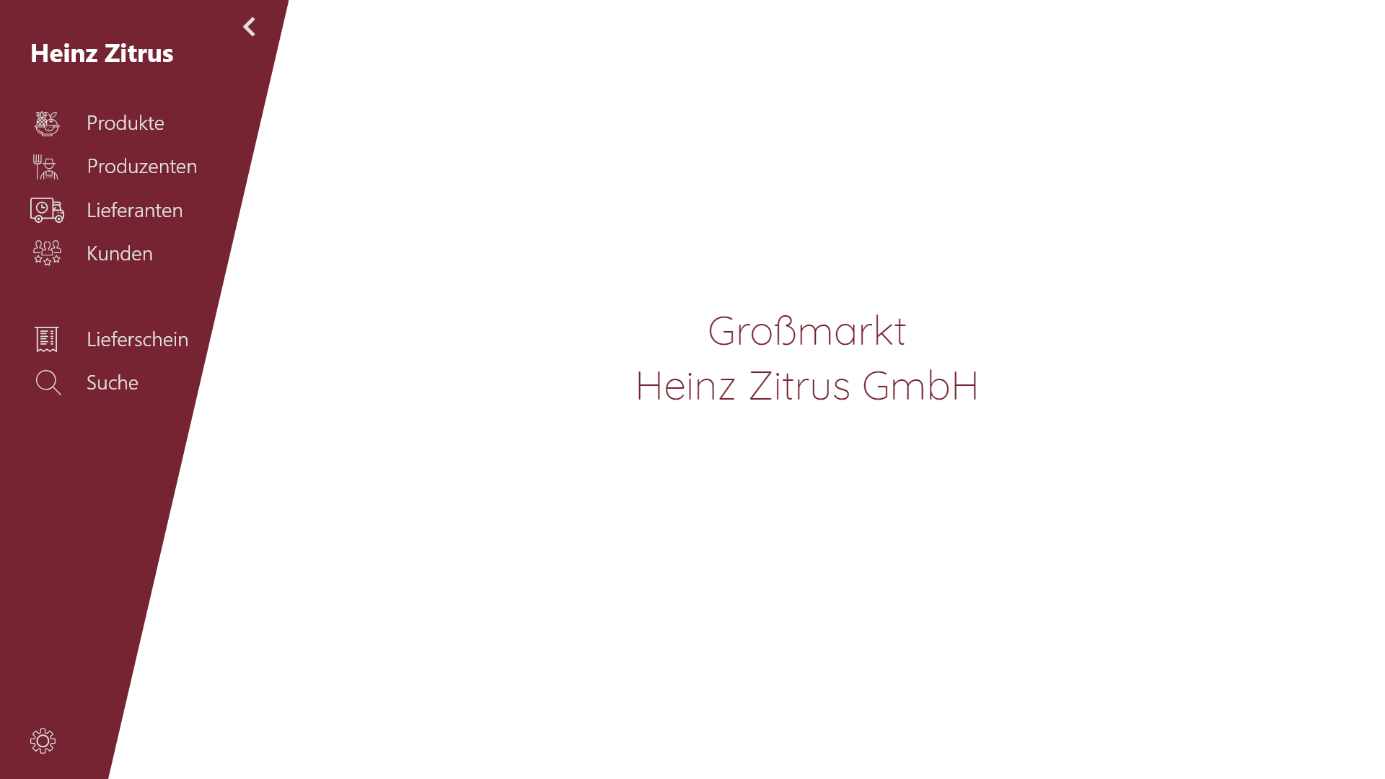 Heinz Zitrus
Produkte
Produzenten
Lieferanten
Kunden
Lieferschein
Suche
Großmarkt
Heinz Zitrus GmbH